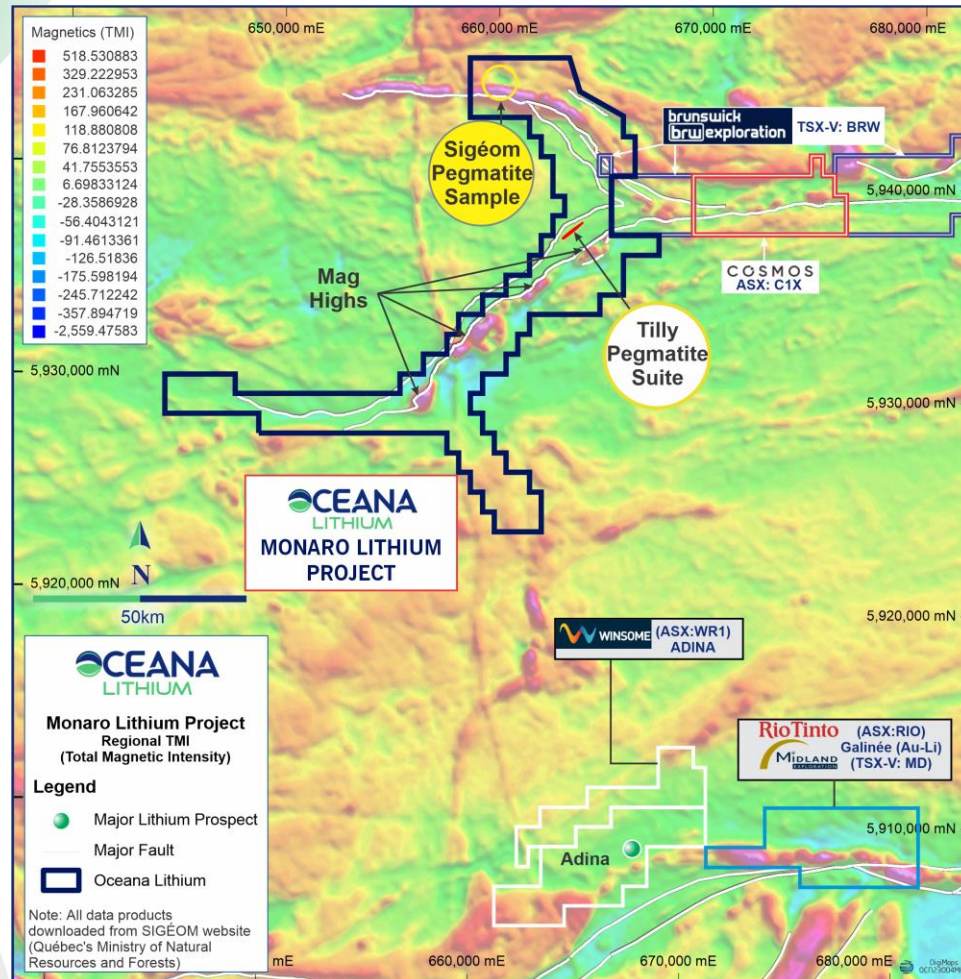 650,000 mE
660,000 mE
670,000 mE
680,000 mE
Magnetics (TMI)
518.530883
329.222953
231.063285
167.960642
118.880808
76.8123794
41.7553553
6.69833124
-28.3586928
-56.4043121
-91.4613361
-126.51836
-175.598194
-245.712242
-357.894719
-2,559.47583
brunswick
brw exploration
TSX-V: BRW
Sigéom
Pegmatite
Sample
5,940,000 mN
COSMOS
ASX: C1X
Mag
Highs
Tilly
Pegmatite
Suite
5,930,000 mN
5,930,000 mN
OCEANA
LITHIUM
MONARO LITHIUM
PROJECT
N
5,920,000 mN
50km
5,920,000 mN
WINSOME
(ASX:WR1)
ADINA
OCEANA
LITHIUM
Monaro Lithium Project
Regional TMI
(Total Magnetic Intensity)
Legend
Major Lithium Prospect
Major Fault
Oceana Lithium
Note: All data products
downloaded from SIGÉOM website
(Québec's Ministry of Natural
Resources and Forests)
RioTinto
MIDLAND
EXPLORATION
(ASX:RIO)
Galinée (Au-Li)
(TSX-V: MD)
5,910,000 mN
Adina
660,000 mE
670,000 mE
680,000 mE
DigiMaps